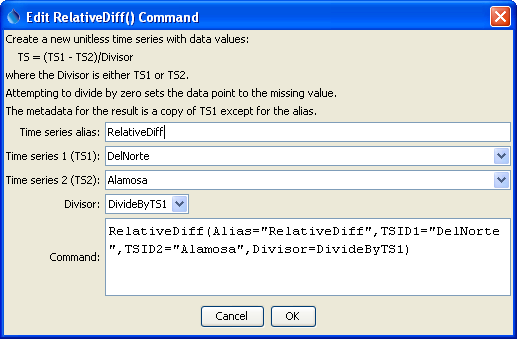 Edit RelativeDiff() Command
Create a new unitless time series with data values:
TS = (TS1 - TS2)/Divisor
where the Divisor is either TS1 or TS2.
Attempting to divide by zero sets the data point to the missing value.
The metadata for the result is a copy of TS1 except for the alias.
Time series alias: RelativeDiff
Time series 1 (TS1): DelNorte
Time series 2 (TS2): Alamosa
Divisor: DivideByTS1
Command:
RelativeDiff(Alias="RelativeDiff",TSID1="DelNorte
",TSID2="Alamosa",Divisor=DivideByTS1)
Cancel OK